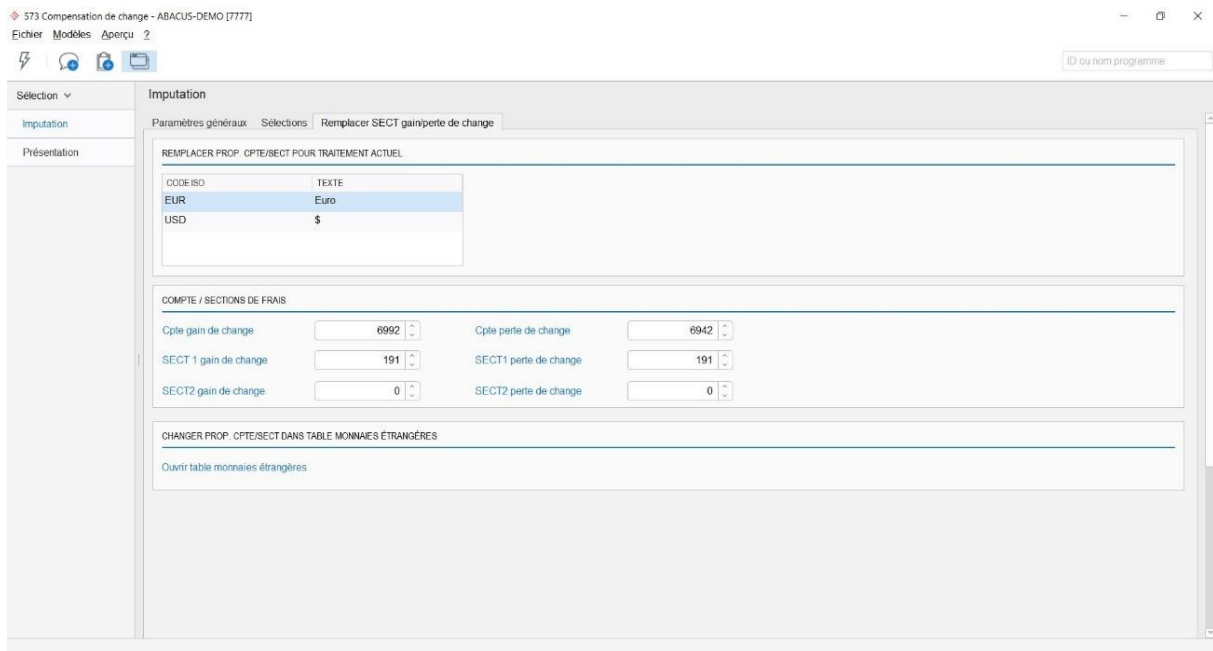 573 Compensation de change - ABACUS-DEMO [7777]
Fichier Modèles Aperçu ?
ID ou nom programme
Sélection
Imputation
Imputation
Paramètres généraux Sélections Remplacer SECT gain/perte de change
Présentation
REMPLACER PROP. CPTE/SECT POUR TRAITEMENT ACTUEL
CODE ISO TEXTE
EUR Euro
USD $
COMPTE / SECTIONS DE FRAIS
Cpte gain de change 6992 Cpte perte de change 6942
SECT 1 gain de change 191 SECT1 perte de change 191
SECT2 gain de change 0 SECT2 perte de change 0
CHANGER PROP. CPTE/SECT DANS TABLE MONNAIES ÉTRANGÈRES
Ouvrir table monnaies étrangères